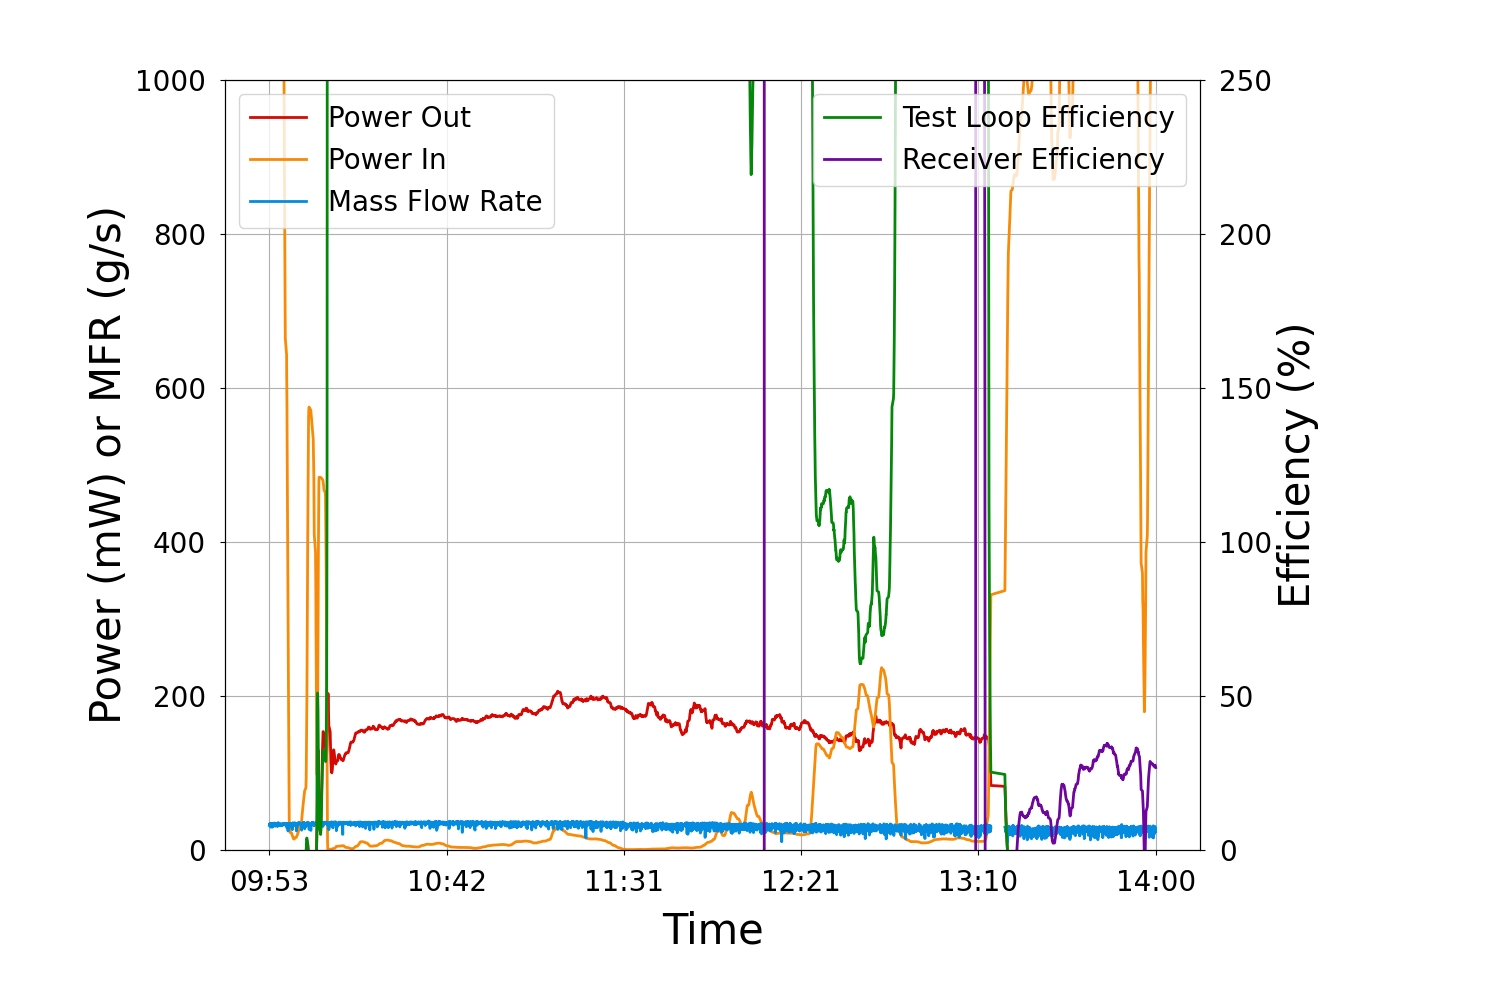 1000
800
600
400
200
0
Power (mW) or MFR (g/s)
Power Out
Power In
Mass Flow Rate
Test Loop Efficiency
Receiver Efficiency
250
200
150
100
50
0
Efficiency (%)
09:53
10:42
11:31
12:21
13:10
14:00
Time